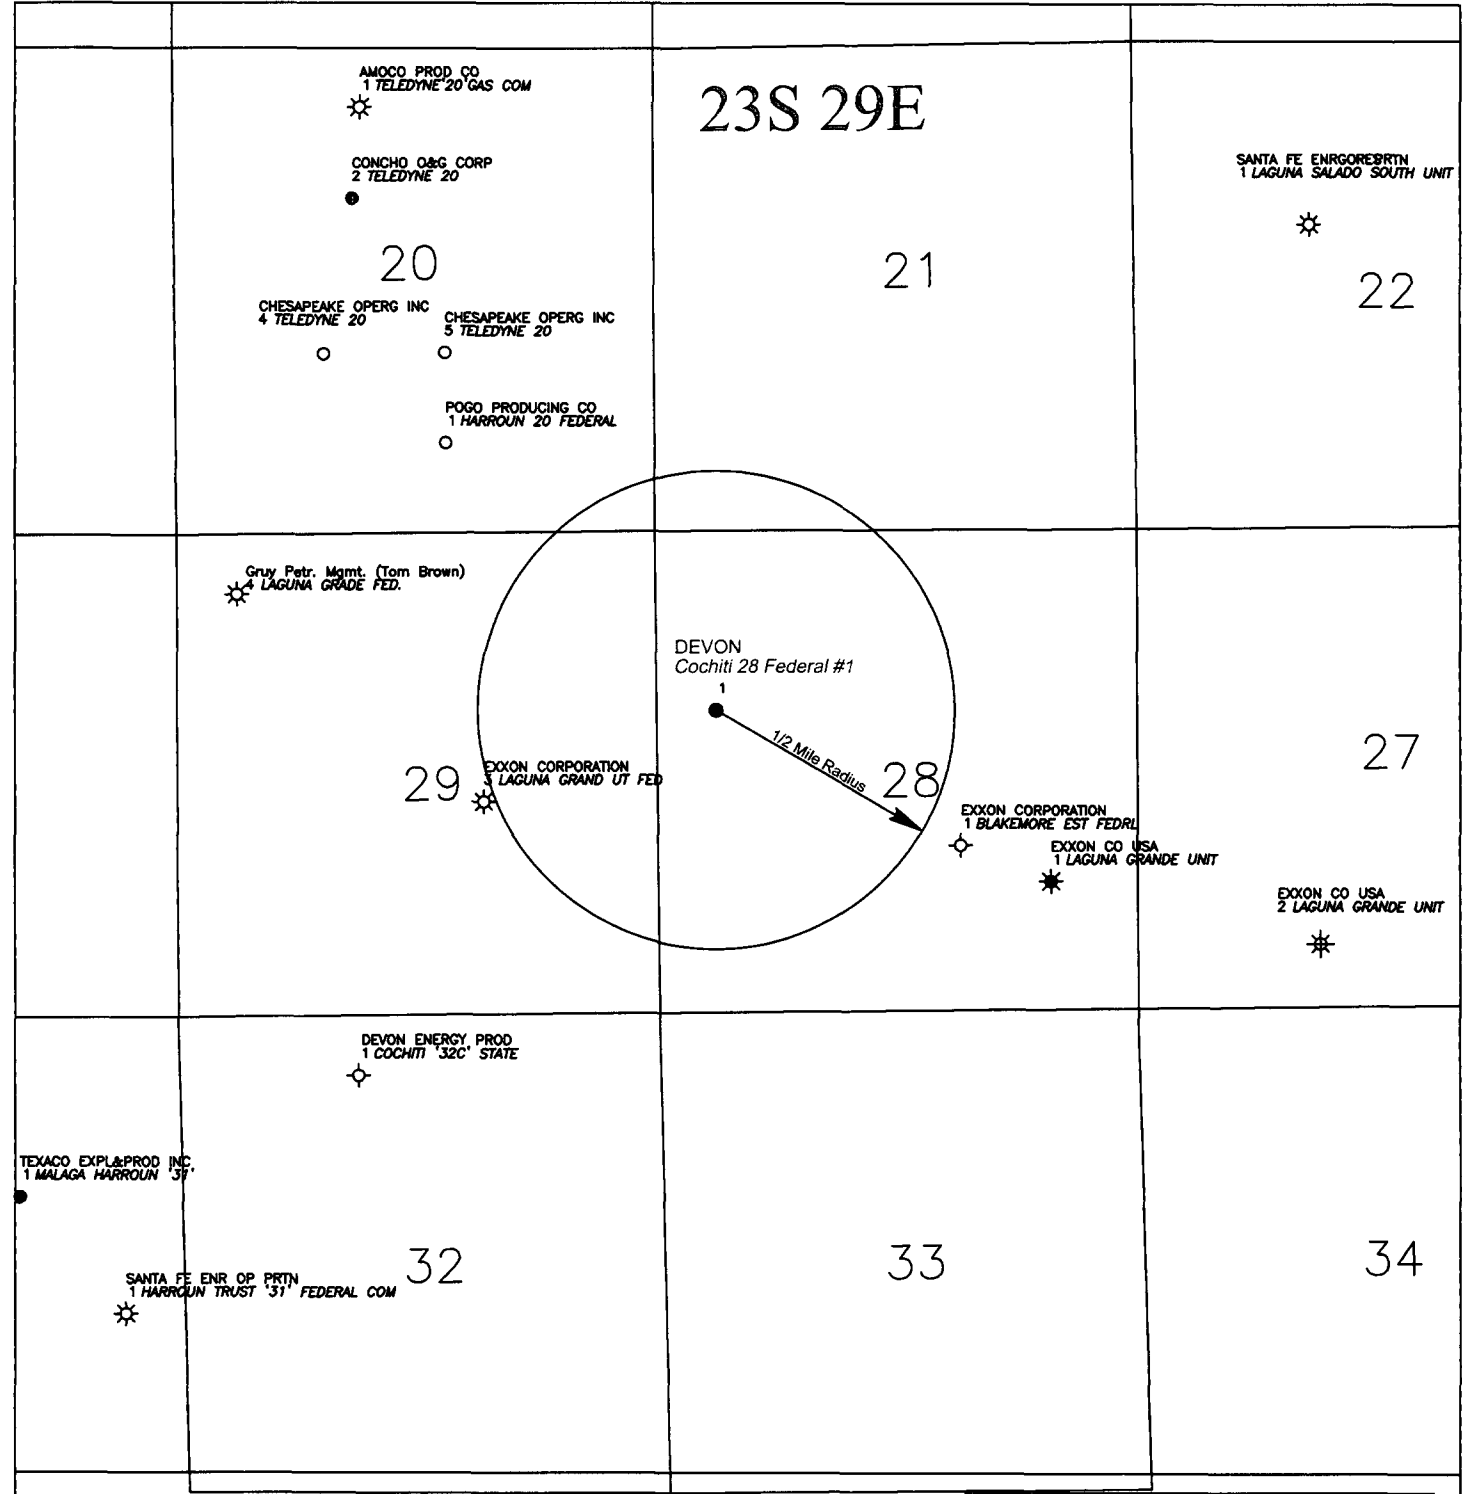 AMOCO PROD CO
1 TELEDYNE'20'GAS COM
23S 29E
CONCHO O&G CORP
2 TELEDYNE 20
SANTA FE
1 LAGUNA SALADO SOUTH UNIT
20
21
22
CHESAPEAKE OPERG INC
4 TELEDYNE 20
CHESAPEAKE OPERG INC
5 TELEDYNE 20
POGO PRODUCING CO
1 HARROUN 20 FEDERAL
Gruy Petr. Mgmt. (Tom Brown)
4 LAGUNA GRADE FED.
DEVON
Cochiti 28 Federal #1
1
1/2 Mile Radius
29
EXXON CORPORATION
3 LAGUNA GRAND UT FED
28
27
EXXON CORPORATION
1 BLAKEMORE EST FEDRL
EXXON CO USA
1 LAGUNA GRANDE UNIT
EXXON CO USA
2 LAGUNA GRANDE UNIT
DEVON ENERGY PROD
1 COCHITI '32C' STATE
TEXACO EXPL&PROD INC
1 MALAGA HARROUN '31'
SANTA FE ENR OP PRTN
1 HARROUN TRUST '31' FEDERAL COM
32
33
34